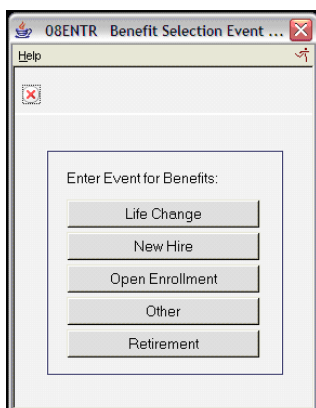 08ENTR Benefit Selection Event ...
Help
Enter Event for Benefits:
Life Change
New Hire
Open Enrollment
Other
Retirement